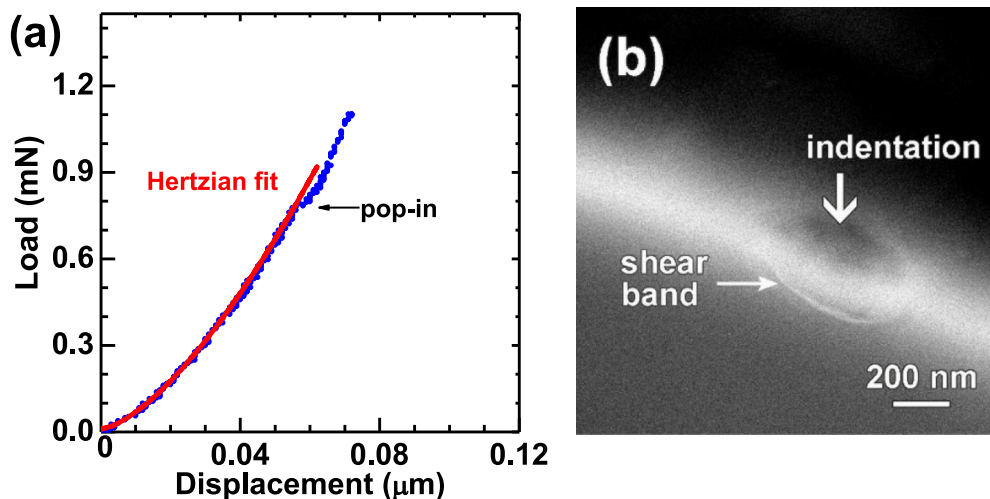 (a)
1.2
0.9
0.6
0.3
0.0
Load (mN)
Hertzian fit
pop-in
0
0.04
0.08
0.12
Displacement (μm)
(b)
indentation
shear
band
200 nm